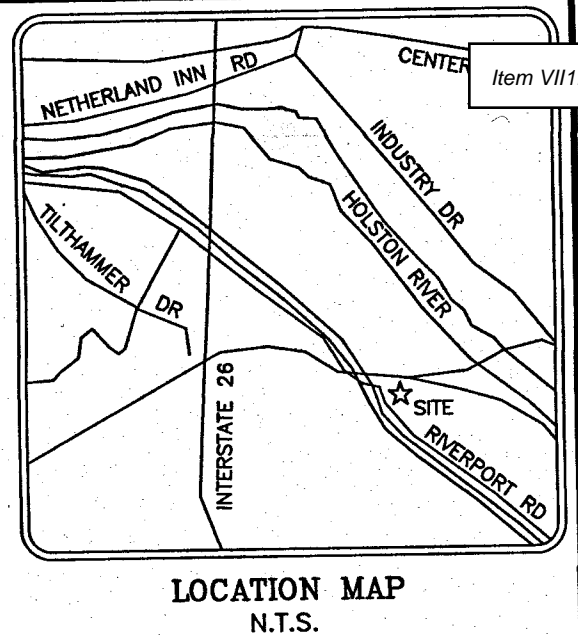 CENTER
Item VII1
NETHERLAND INN RD
INDUSTRY DR
HOLSTON RIVER
TILTHAMMER DR
INTERSTATE 26
SITE
RIVERPORT RD
LOCATION MAP
N.T.S.